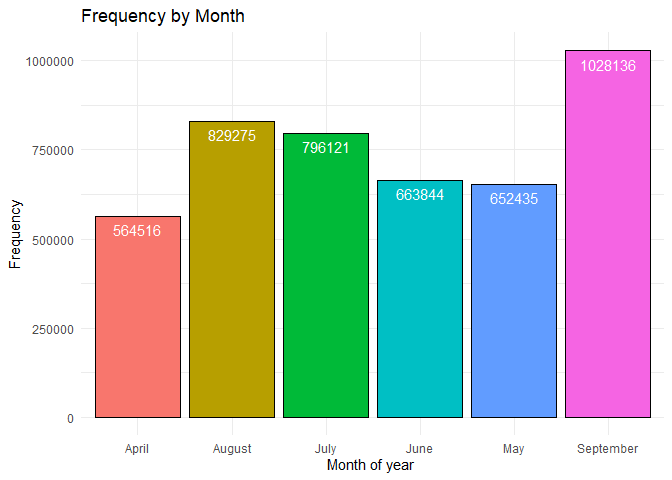 Frequency by Month
Frequency
1000000
750000
500000
250000
0
564516
829275
796121
663844
652435
1028136
April August July June May September
Month of year